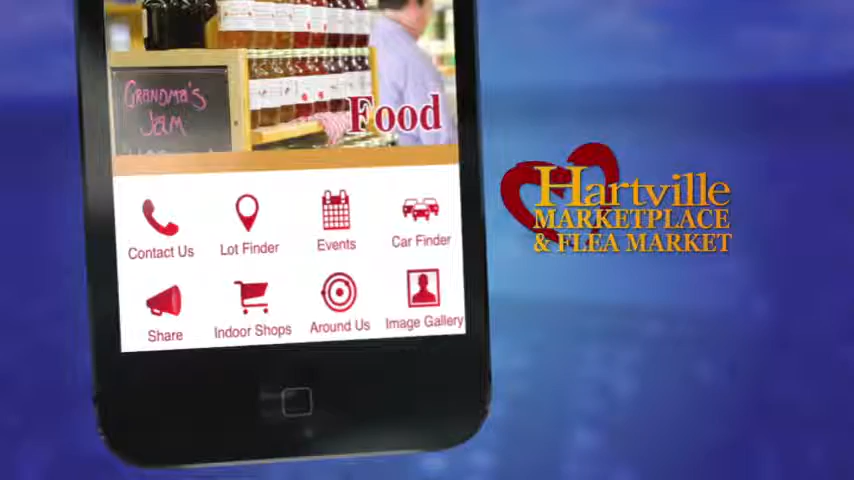 GRANDMA'S
JAM
Food
Contact Us
Lot Finder
Events
Car Finder
Share
Indoor Shops
Around Us
Image Gallery
Hartville
MARKETPLACE
& FLEA MARKET